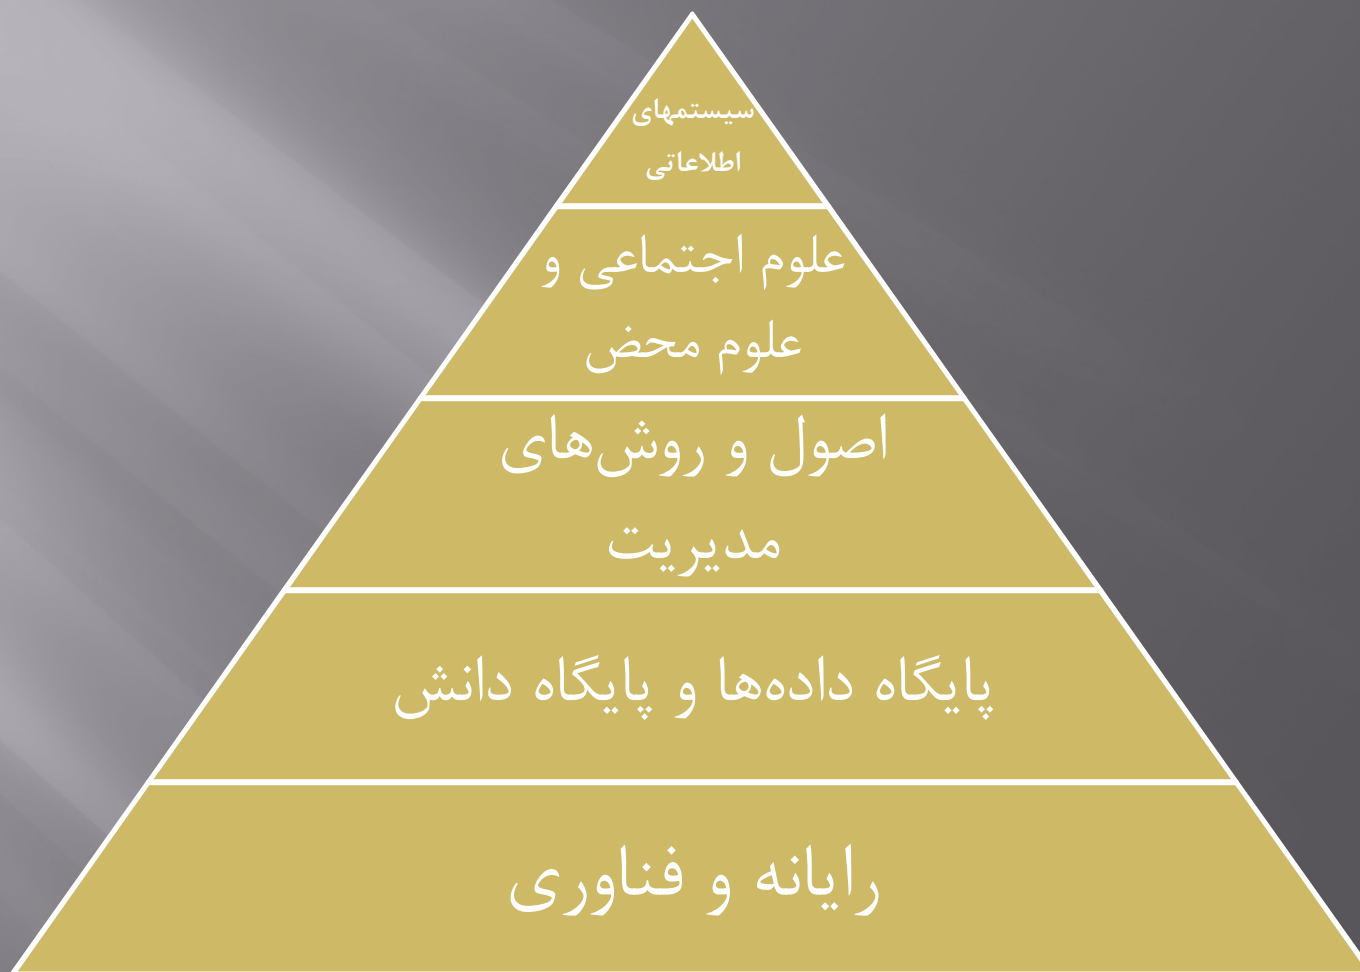 سیستمهای
اطلاعاتی
علوم اجتماعی و
علوم محض
اصول و روش‌های
مدیریت
پایگاه داده‌ها و پایگاه دانش
رایانه و فناوری